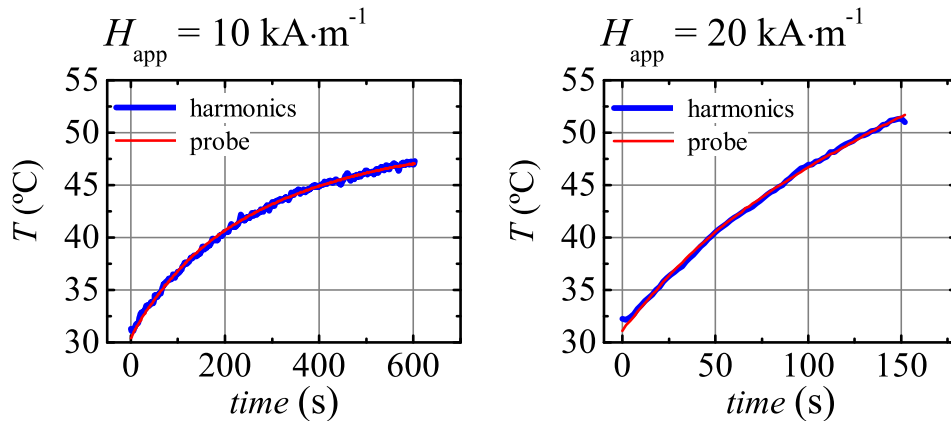 H_app = 10 kA·m⁻¹
55
50
45
40
35
30
harmonics
probe
T (ºC)
0 200 400 600
time (s)
H_app = 20 kA·m⁻¹
55
50
45
40
35
30
harmonics
probe
T (ºC)
0 50 100 150
time (s)